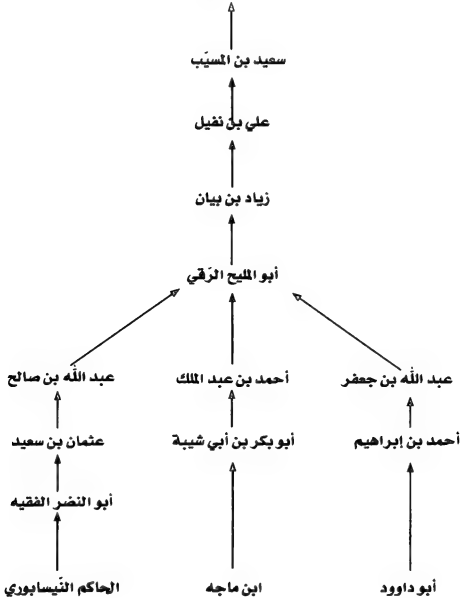 سعيد بن المسيّب
علي بن نفيل
زياد بن بيان
أبو المليح الرّقي
عبد الله بن جعفر
أحمد بن عبد الملك
عبد الله بن صالح
أحمد بن إبراهيم
أبو بكر بن أبي شيبة
عثمان بن سعيد
أبو النضر الفقيه
أبو داوود
ابن ماجه
الحاكم النّيسابوري